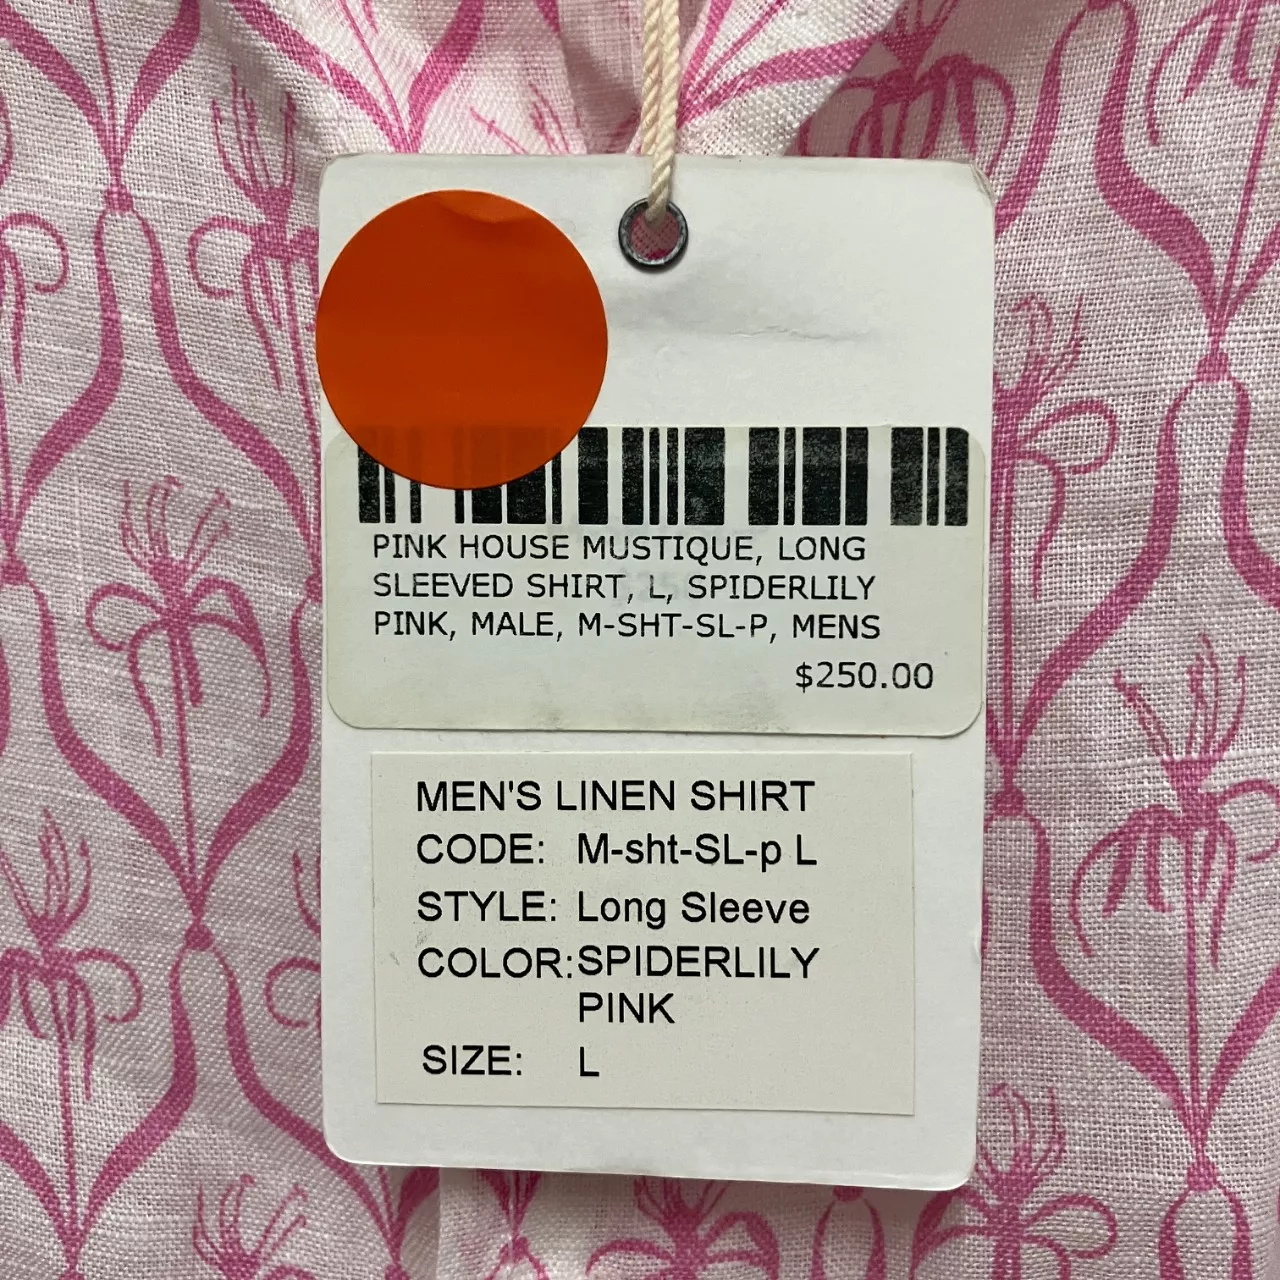 PINK HOUSE MUSTIQUE, LONG
SLEEVED SHIRT, L, SPIDERLILY
PINK, MALE, M-SHT-SL-P, MENS
$250.00
MEN'S LINEN SHIRT
CODE: M-sht-SL-p L
STYLE: Long Sleeve
COLOR:SPIDERLILY
PINK
SIZE: L